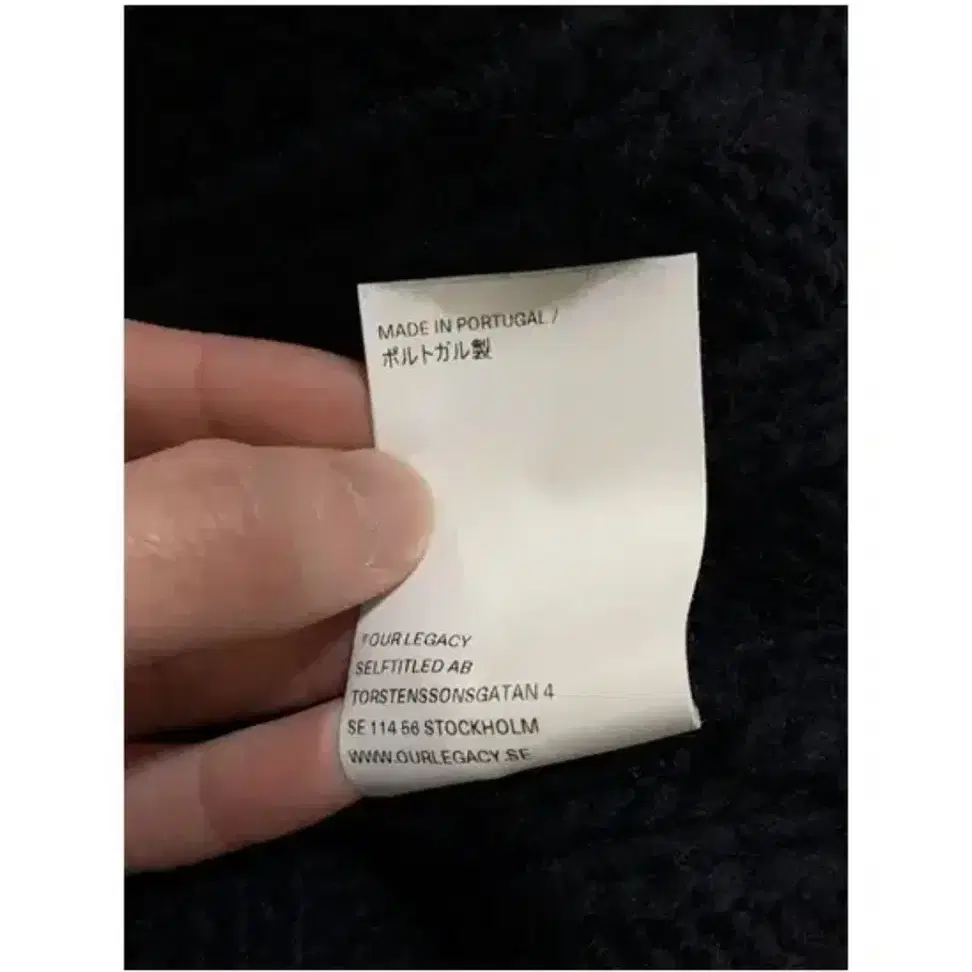 MADE IN PORTUGAL /
ポルトガル製
OUR LEGACY
SELFTITLED AB
TORSTENSSONSGATAN 4
SE 114 56 STOCKHOLM
WWW.OURLEGACY.SE